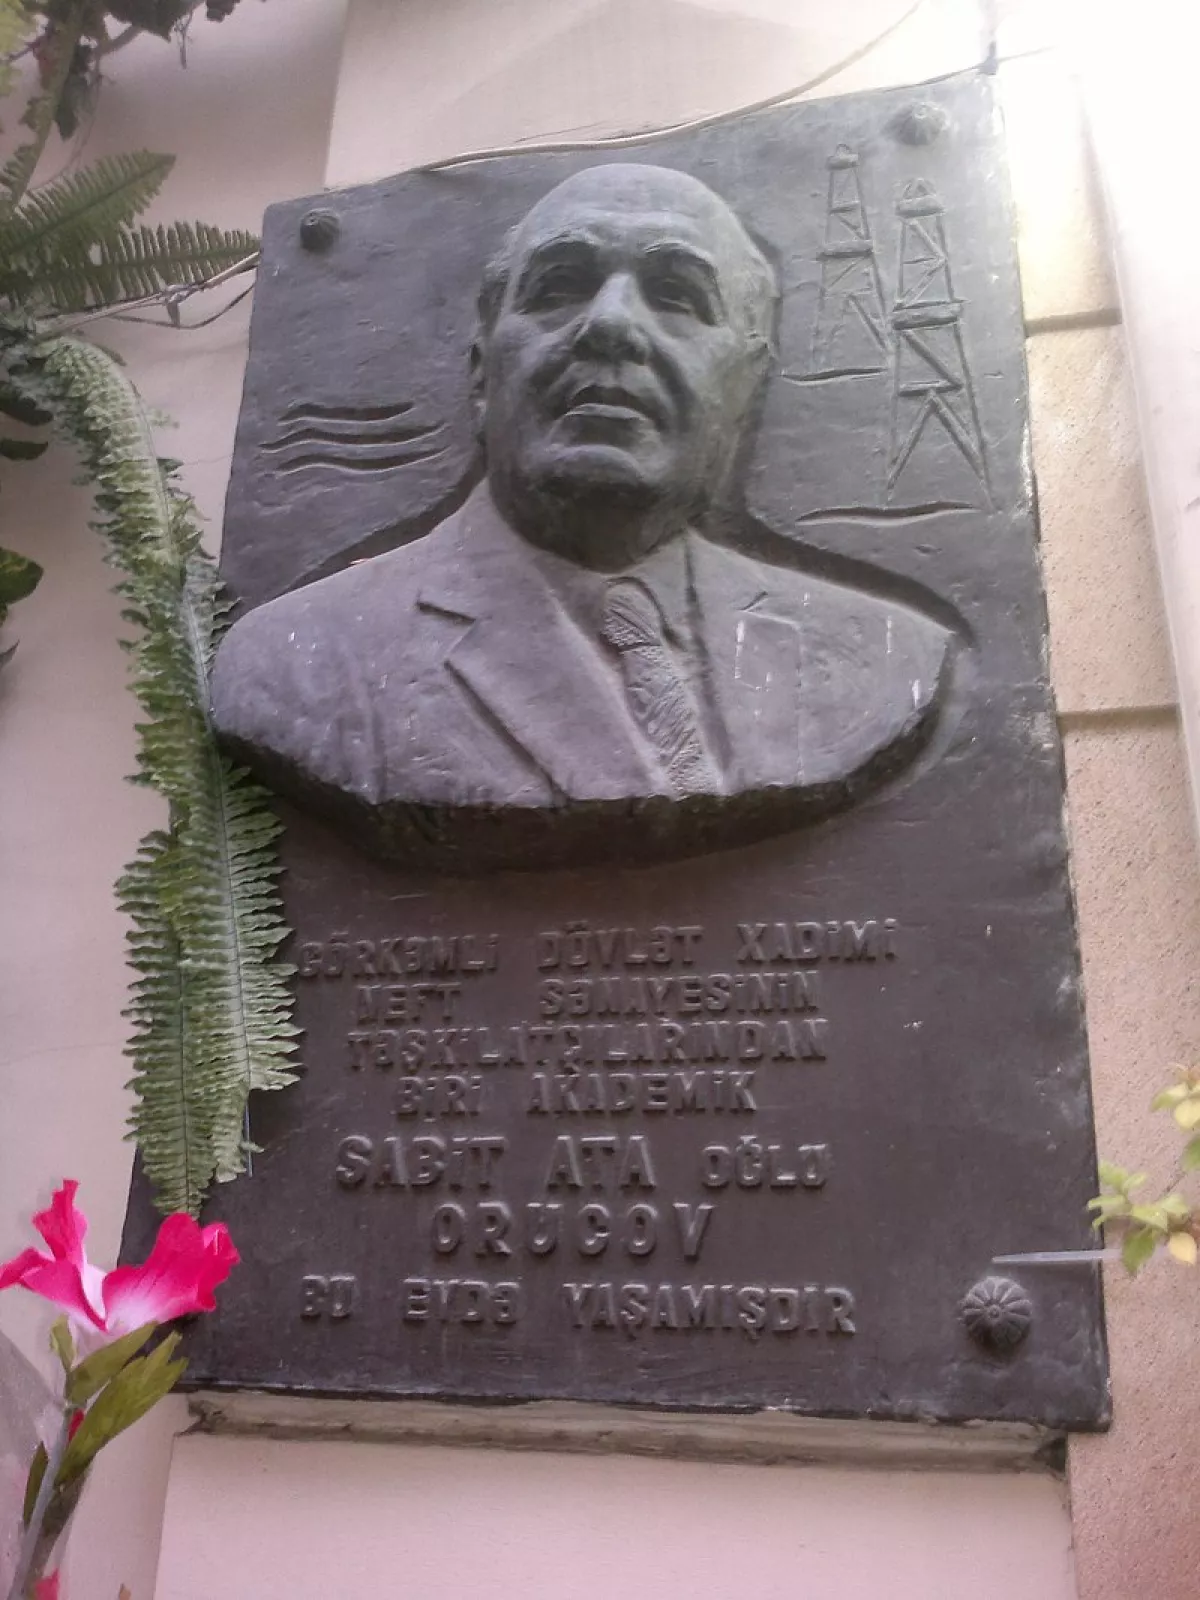 GÖRKƏMLİ DÖVLƏT XADİMİ
NEFT SƏNAYESİNİN
TƏŞKİLATÇILARINDAN
BİRİ AKADEMİK
SABİT ATA OĞLU
ORUCOV
BU EVDƏ YAŞAMIŞDIR